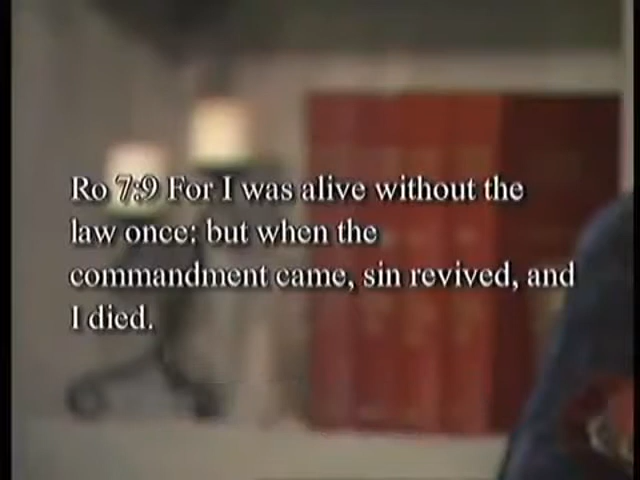 Ro 7:9 For I was alive without the
law once: but when the
commandment came, sin revived, and
I died.